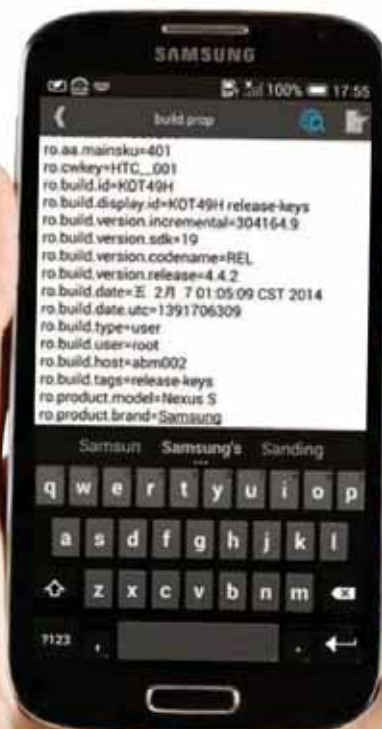 SAMSUNG
100% 17:55
build.prop
ro.aa.mainsku=401
ro.cwkey=HTC__001
ro.build.id=KOT49H
ro.build.display.id=KOT49H release-keys
ro.build.version.incremental=304164.9
ro.build.version.sdk=19
ro.build.version.codename=REL
ro.build.version.release=4.4.2
ro.build.date=五 2月 7 01:05:09 CST 2014
ro.build.date.utc=1391706309
ro.build.type=user
ro.build.user=root
ro.build.host=abm002
ro.build.tags=release-keys
ro.product.model=Nexus S
ro.product.brand=Samsung
Samsun Samsung's Sanding
q w e r t y u i o p
a s d f g h j k l
z x c v b n m
?123 , .